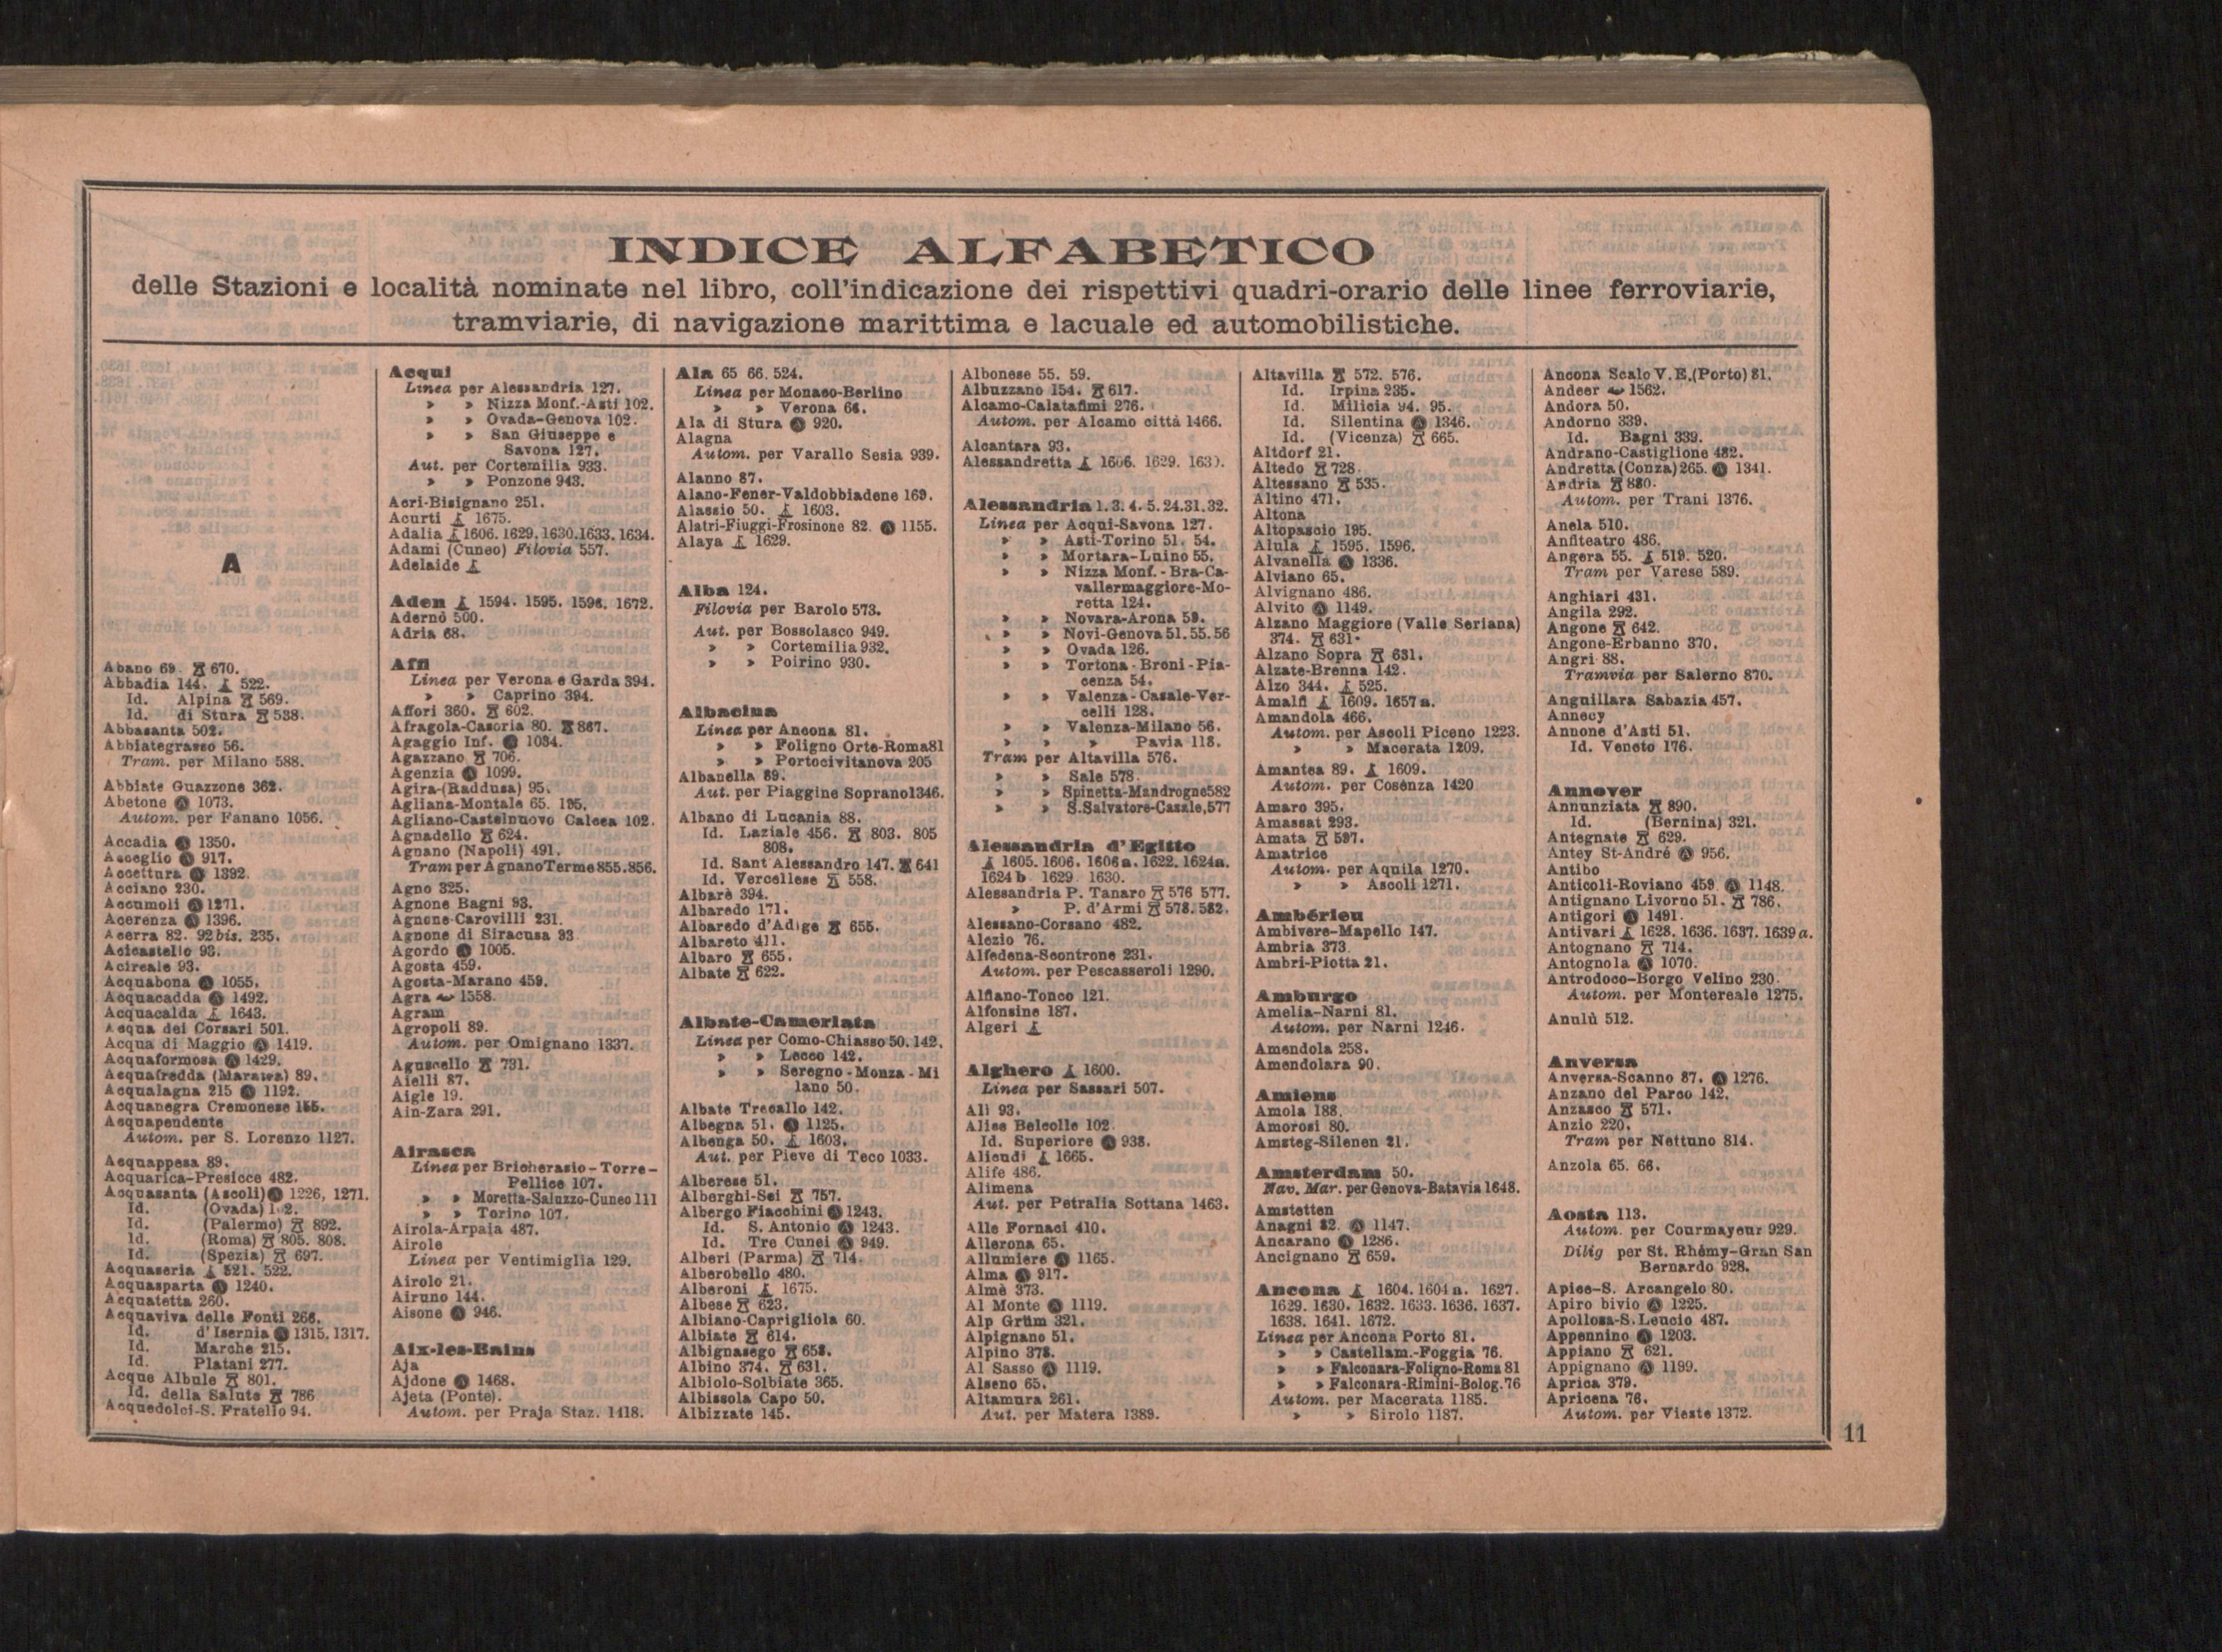 INDICE ALFABETICO
delle Stazioni e località nominate nel libro, coll'indicazione dei rispettivi quadri-orario delle linee ferroviarie,
tramviarie, di navigazione marittima e lacuale ed automobilistiche.
A
Abano 69. 670.
Abbadia 144. 522.
Id. Alpina 569.
Id. di Stura 538.
Abbasanta 502.
Abbiategrasso 56.
Tram. per Milano 588.
Abbiate Guazzone 362.
Abetone Ⓐ 1073.
Autom. per Fanano 1056.
Accadia Ⓐ 1350.
Acceglio Ⓐ 917.
Accettura Ⓐ 1392.
Acciano 230.
Accumoli Ⓐ 1271.
Acerenza Ⓐ 1396.
Acerra 82. 92 bis. 235.
Acicastello 93.
Acireale 93.
Acquabona Ⓐ 1055.
Acquacadda Ⓐ 1492.
Acquacalda 1643.
Acqua dei Corsari 501.
Acqua di Maggio Ⓐ 1419.
Acquaformosa Ⓐ 1429.
Acquafredda (Maratea) 89.
Acqualagna 215 Ⓐ 1192.
Acquanegra Cremonese 155.
Acquapendente
Autom. per S. Lorenzo 1127.
Acquappesa 89.
Acquarica-Presicce 482.
Acquasanta (Ascoli) Ⓐ 1226, 1271.
Id. (Ovada) 102.
Id. (Palermo) 892.
Id. (Roma) 805. 808.
Id. (Spezia) 697.
Acquaseria 521. 522.
Acquasparta Ⓐ 1240.
Acquatetta 260.
Acquaviva delle Fonti 266.
Id. d'Isernia Ⓐ 1315. 1317.
Id. Marche 215.
Id. Platani 277.
Acque Albule 801.
Id. della Salute 786
Acquedolci-S. Fratello 94.
Acqui
Linea per Alessandria 127.
» » Nizza Monf.-Asti 102.
» » Ovada-Genova 102.
» » San Giuseppe e
Savona 127.
Aut. per Cortemilia 933.
» » Ponzone 943.
Acri-Bisignano 251.
Acurti 1675.
Adalia 1606. 1629. 1630. 1633. 1634.
Adami (Cuneo) Filovia 557.
Adelaide
Aden 1594. 1595. 1596. 1672.
Adernò 500.
Adria 68.
Affi
Linea per Verona e Garda 394.
» » Caprino 394.
Affori 360. 602.
Afragola-Casoria 80. 867.
Agaggio Inf. Ⓐ 1034.
Agazzano 706.
Agenzia Ⓐ 1099.
Agira-(Raddusa) 95.
Agliana-Montale 65. 195.
Agliano-Castelnuovo Calcea 102.
Agnadello 624.
Agnano (Napoli) 491.
Tram per Agnano Terme 855. 856.
Agno 325.
Agnone Bagni 93.
Agnone-Carovilli 231.
Agnone di Siracusa 93
Agordo Ⓐ 1005.
Agosta 459.
Agosta-Marano 459.
Agra 1558.
Agram
Agropoli 89.
Autom. per Omignano 1337.
Aguscello 731.
Aielli 87.
Aigle 19.
Ain-Zara 291.
Airasca
Linea per Bricherasio-Torre-
Pellice 107.
» » Moretta-Saluzzo-Cuneo 111
» » Torino 107.
Airola-Arpaia 487.
Airole
Linea per Ventimiglia 129.
Airolo 21.
Airuno 144.
Aisone Ⓐ 946.
Aix-les-Bains
Aja
Ajdone Ⓐ 1468.
Ajeta (Ponte).
Autom. per Praja Staz. 1418.
Ala 65 66. 524.
Linea per Monaco-Berlino
» » Verona 66.
Ala di Stura Ⓐ 920.
Alagna
Autom. per Varallo Sesia 939.
Alanno 87.
Alano-Fener-Valdobbiadene 169.
Alassio 50. 1603.
Alatri-Fiuggi-Frosinone 82. Ⓐ 1155.
Alaya 1629.
Alba 124.
Filovia per Barolo 573.
Aut. per Bossolasco 949.
» » Cortemilia 932.
» » Poirino 930.
Albacina
Linea per Ancona 81.
» » Foligno Orte-Roma 81
» » Portocivitanova 205
Albanella 89.
Aut. per Piaggine Soprano 1346.
Albano di Lucania 88.
Id. Laziale 456. 803. 805
808.
Id. Sant Alessandro 147. 641
Id. Vercellese 558.
Albarè 394.
Albaredo 171.
Albaredo d'Adige 655.
Albareto 411.
Albaro 655.
Albate 622.
Albate-Camerlata
Linea per Como-Chiasso 50. 142.
» » Lecco 142.
» » Seregno-Monza-Mi
lano 50.
Albate Trecallo 142.
Albegna 51. Ⓐ 1125.
Albenga 50. 1603.
Aut. per Pieve di Teco 1033.
Alberese 51.
Alberghi-Sei 757.
Albergo Fiacchini Ⓐ 1243.
Id. S. Antonio Ⓐ 1243.
Id. Tre Cunei Ⓐ 949.
Alberi (Parma) 714.
Alberobello 480.
Alberoni 1675.
Albese 623.
Albiano-Caprigliola 60.
Albiate 614.
Albignasego 658.
Albino 374. 631.
Albiolo-Solbiate 365.
Albissola Capo 50.
Albizzate 145.
Albonese 55. 59.
Albuzzano 154. 617.
Alcamo-Calatafimi 276.
Autom. per Alcamo città 1466.
Alcantara 93.
Alessandretta 1606. 1629. 1630.
Alessandria 1. 3. 4. 5. 24. 31. 32.
Linea per Acqui-Savona 127.
» » Asti-Torino 51. 54.
» » Mortara-Luino 55.
» » Nizza Monf.-Bra-Ca-
vallermaggiore-Mo-
retta 124.
» » Novara-Arona 59.
» » Novi-Genova 51. 55. 56
» » Ovada 126.
» » Tortona-Broni-Pia-
cenza 54.
» » Valenza-Casale-Ver-
celli 128.
» » Valenza-Milano 56.
» » » Pavia 118.
Tram per Altavilla 576.
» » Sale 578.
» » Spinetta-Mandrogne 582
» » S. Salvatore-Casale, 577
Alessandria d'Egitto
1605. 1606. 1606 a. 1622. 1624 a.
1624 b 1629 1630.
Alessandria P. Tanaro 576 577.
» P. d'Armi 578. 582.
Alessano-Corsano 482.
Alezio 76.
Alfedena-Scontrone 231.
Autom. per Pescasseroli 1290.
Alfiano-Tonco 121.
Alfonsine 187.
Algeri
Alghero 1600.
Linea per Sassari 507.
Alì 93.
Alice Belcolle 102
Id. Superiore Ⓐ 938.
Alicudi 1665.
Alife 486.
Alimena
Aut. per Petralia Sottana 1463.
Alle Fornaci 410.
Allerona 65.
Allumiere Ⓐ 1165.
Alma Ⓐ 917.
Almè 373.
Al Monte Ⓐ 1119.
Alp Grüm 321.
Alpignano 51.
Alpino 378.
Al Sasso Ⓐ 1119.
Alseno 65.
Altamura 261.
Aut. per Matera 1389.
Altavilla 572. 576.
Id. Irpina 235.
Id. Milicia 94. 95.
Id. Silentina Ⓐ 1346.
Id. (Vicenza) 665.
Altdorf 21.
Altedo 728.
Altessano 535.
Altino 471.
Altona
Altopascio 195.
Alula 1595. 1596.
Alvanella Ⓐ 1336.
Alviano 65.
Alvignano 486.
Alvito Ⓐ 1149.
Alzano Maggiore (Valle Seriana)
374. 631.
Alzano Sopra 631.
Alzate-Brenna 142.
Alzo 344. 525.
Amalfi 1609. 1657 a.
Amandola 466.
Autom. per Ascoli Piceno 1223.
» » Macerata 1209.
Amantea 89. 1609.
Autom. per Cosenza 1420
Amaro 395.
Amassat 293.
Amata 597.
Amatrice
Autom. per Aquila 1270.
» » Ascoli 1271.
Ambérieu
Ambivere-Mapello 147.
Ambria 373
Ambri-Piotta 21.
Amburgo
Amelia-Narni 81.
Autom. per Narni 1246.
Amendola 258.
Amendolara 90.
Amiens
Amola 188.
Amorosi 80.
Amsteg-Silenen 21.
Amsterdam 50.
Nav. Mar. per Genova-Batavia 1648.
Amstetten
Anagni 82. Ⓐ 1147.
Ancarano Ⓐ 1286.
Ancignano 659.
Ancona 1604. 1604 a. 1627.
1629. 1630. 1632. 1633. 1636. 1637.
1638. 1641. 1672.
Linea per Ancona Porto 81.
» » Castellam.-Foggia 76.
» » Falconara-Foligno-Roma 81
» » Falconara-Rimini-Bolog. 76
Autom. per Macerata 1185.
» » Sirolo 1187.
Ancona Scalo V. E. (Porto) 81.
Andeer 1562.
Andora 50.
Andorno 339.
Id. Bagni 339.
Andrano-Castiglione 482.
Andretta (Conza) 265. Ⓐ 1341.
Andria 880.
Autom. per Trani 1376.
Anela 510.
Anfiteatro 486.
Angera 55. 519. 520.
Tram per Varese 589.
Anghiari 431.
Angila 292.
Angone 642.
Angone-Erbanno 370.
Angri 88.
Tramvia per Salerno 870.
Anguillara Sabazia 457.
Annecy
Annone d'Asti 51.
Id. Veneto 176.
Annover
Annunziata 890.
Id. (Bernina) 321.
Antegnate 629.
Antey St-André Ⓐ 956.
Antibo
Anticoli-Roviano 459 Ⓐ 1148.
Antignano Livorno 51. 786.
Antigori Ⓐ 1491.
Antivari 1628. 1636. 1637. 1639 a.
Antognano 714.
Antognola Ⓐ 1070.
Antrodoco-Borgo Velino 230.
Autom. per Montereale 1275.
Anulù 512.
Anversa
Anversa-Scanno 87. Ⓐ 1276.
Anzano del Parco 142.
Anzasco 571.
Anzio 220.
Tram per Nettuno 814.
Anzola 65. 66.
Aosta 113.
Autom. per Courmayeur 929.
Dilig per St. Rhémy-Gran San
Bernardo 928.
Apice-S. Arcangelo 80.
Apiro bivio Ⓐ 1225.
Apollosa-S. Leucio 487.
Appennino Ⓐ 1203.
Appiano 621.
Appignano Ⓐ 1199.
Aprica 379.
Apricena 76.
Autom. per Vieste 1372.
11